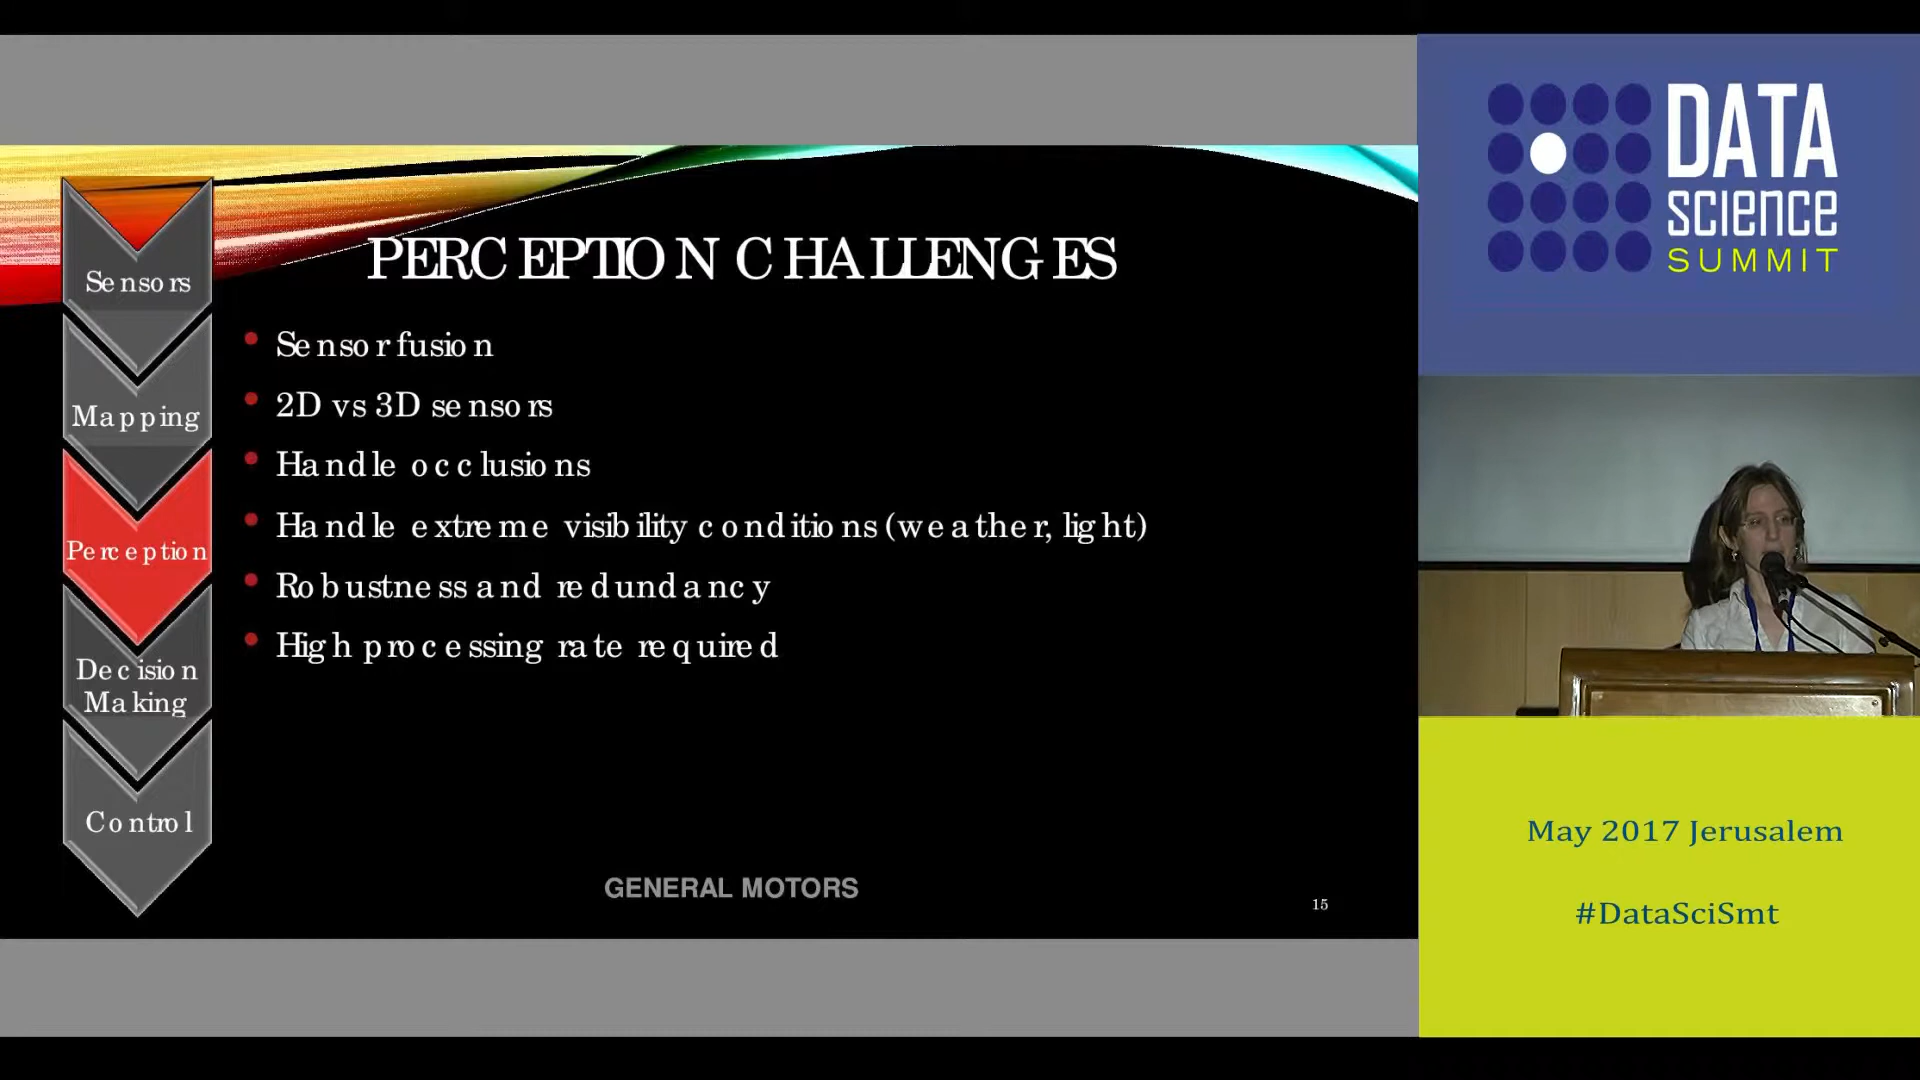 PERCEPTION CHALLENGES
Sensors
Mapping
Perception
Decision
Making
Control
• Sensor fusion
• 2D vs 3D sensors
• Handle occlusions
• Handle extreme visibility conditions (weather, light)
• Robustness and redundancy
• High processing rate required
GENERAL MOTORS
15
DATA
science
SUMMIT
May 2017 Jerusalem
#DataSciSmt